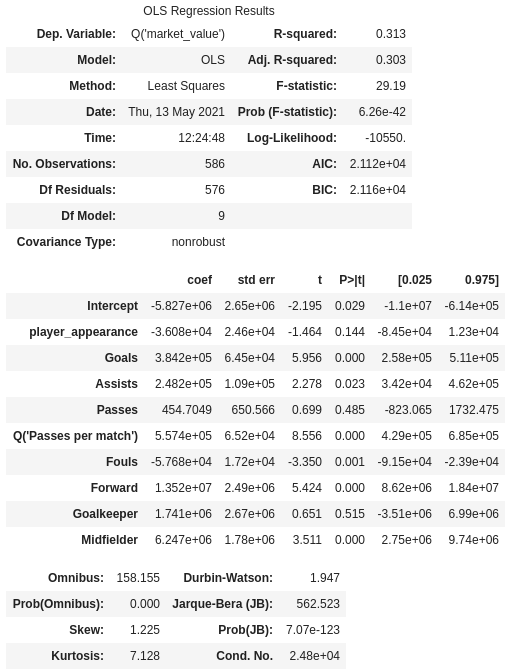 OLS Regression Results
Dep. Variable: Q('market_value') R-squared: 0.313
Model: OLS Adj. R-squared: 0.303
Method: Least Squares F-statistic: 29.19
Date: Thu, 13 May 2021 Prob (F-statistic): 6.26e-42
Time: 12:24:48 Log-Likelihood: -10550.
No. Observations: 586 AIC: 2.112e+04
Df Residuals: 576 BIC: 2.116e+04
Df Model: 9
Covariance Type: nonrobust
coef std err t P>|t| [0.025 0.975]
Intercept -5.827e+06 2.65e+06 -2.195 0.029 -1.1e+07 -6.14e+05
player_appearance -3.608e+04 2.46e+04 -1.464 0.144 -8.45e+04 1.23e+04
Goals 3.842e+05 6.45e+04 5.956 0.000 2.58e+05 5.11e+05
Assists 2.482e+05 1.09e+05 2.278 0.023 3.42e+04 4.62e+05
Passes 454.7049 650.566 0.699 0.485 -823.065 1732.475
Q('Passes per match') 5.574e+05 6.52e+04 8.556 0.000 4.29e+05 6.85e+05
Fouls -5.768e+04 1.72e+04 -3.350 0.001 -9.15e+04 -2.39e+04
Forward 1.352e+07 2.49e+06 5.424 0.000 8.62e+06 1.84e+07
Goalkeeper 1.741e+06 2.67e+06 0.651 0.515 -3.51e+06 6.99e+06
Midfielder 6.247e+06 1.78e+06 3.511 0.000 2.75e+06 9.74e+06
Omnibus: 158.155 Durbin-Watson: 1.947
Prob(Omnibus): 0.000 Jarque-Bera (JB): 562.523
Skew: 1.225 Prob(JB): 7.07e-123
Kurtosis: 7.128 Cond. No. 2.48e+04